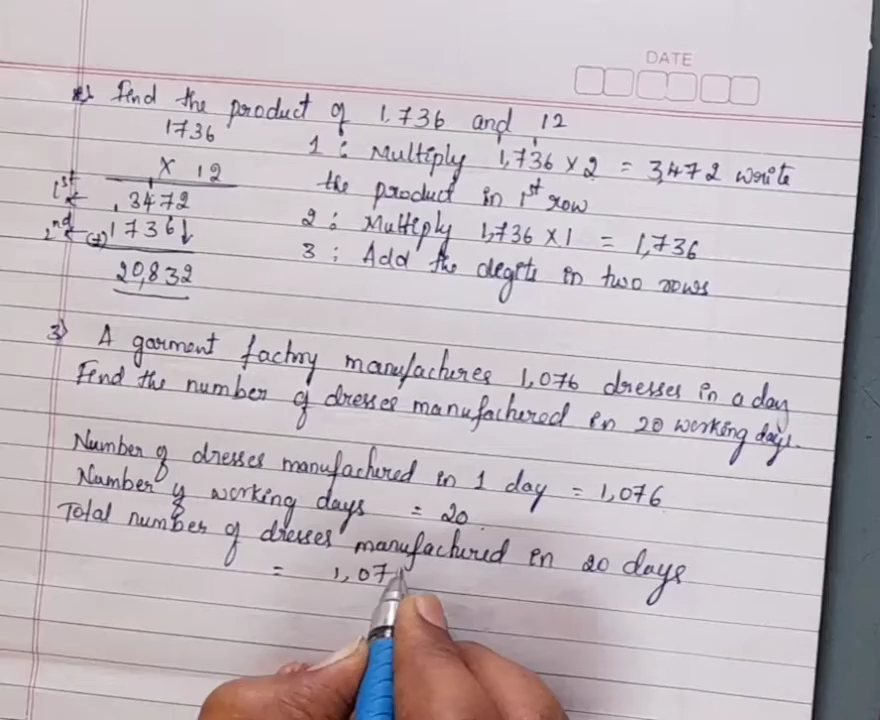 DATE
2) Find the product of 1,736 and 12
1736
X 12
1st ← 3472
2nd ← (+) 1736↓
20,832
1 : Multiply 1,736 × 2 = 3,472 write
the product in 1st row
2 : Multiply 1,736 × 1 = 1,736
3 : Add the degits in two rows
3) A garment factory manufactures 1,076 dresses in a day
Find the number of dresses manufactured in 20 working days.
Number of dresses manufactured in 1 day = 1,076
Number of working days = 20
Total number of dresses manufactured in 20 days
= 1,07